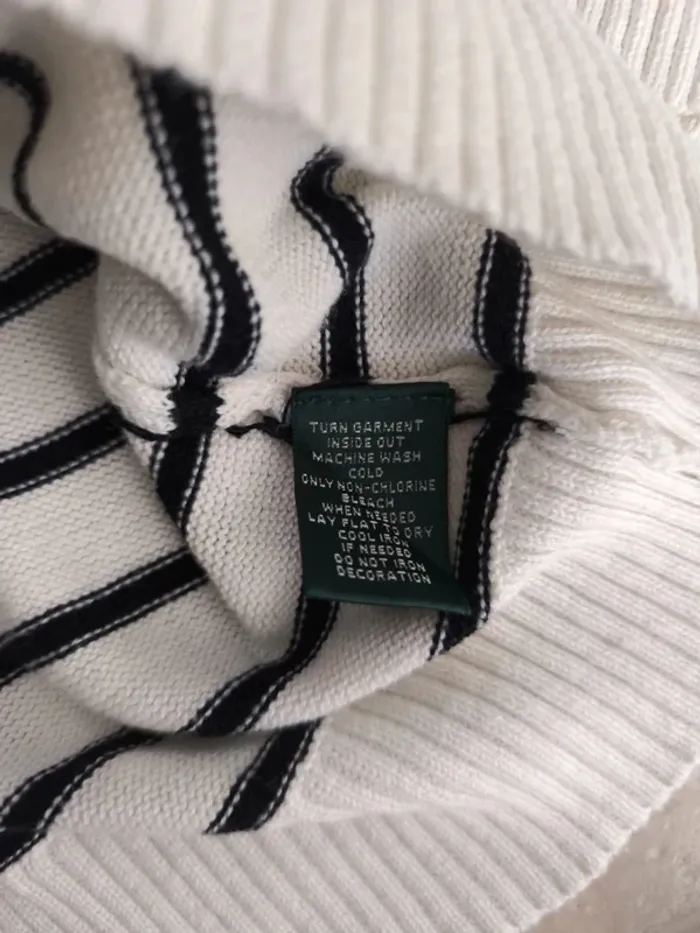 TURN GARMENT
INSIDE OUT
MACHINE WASH
COLD
ONLY NON-CHLORINE
BLEACH
WHEN NEEDED
LAY FLAT TO DRY
COOL IRON
IF NEEDED
DO NOT IRON
DECORATION